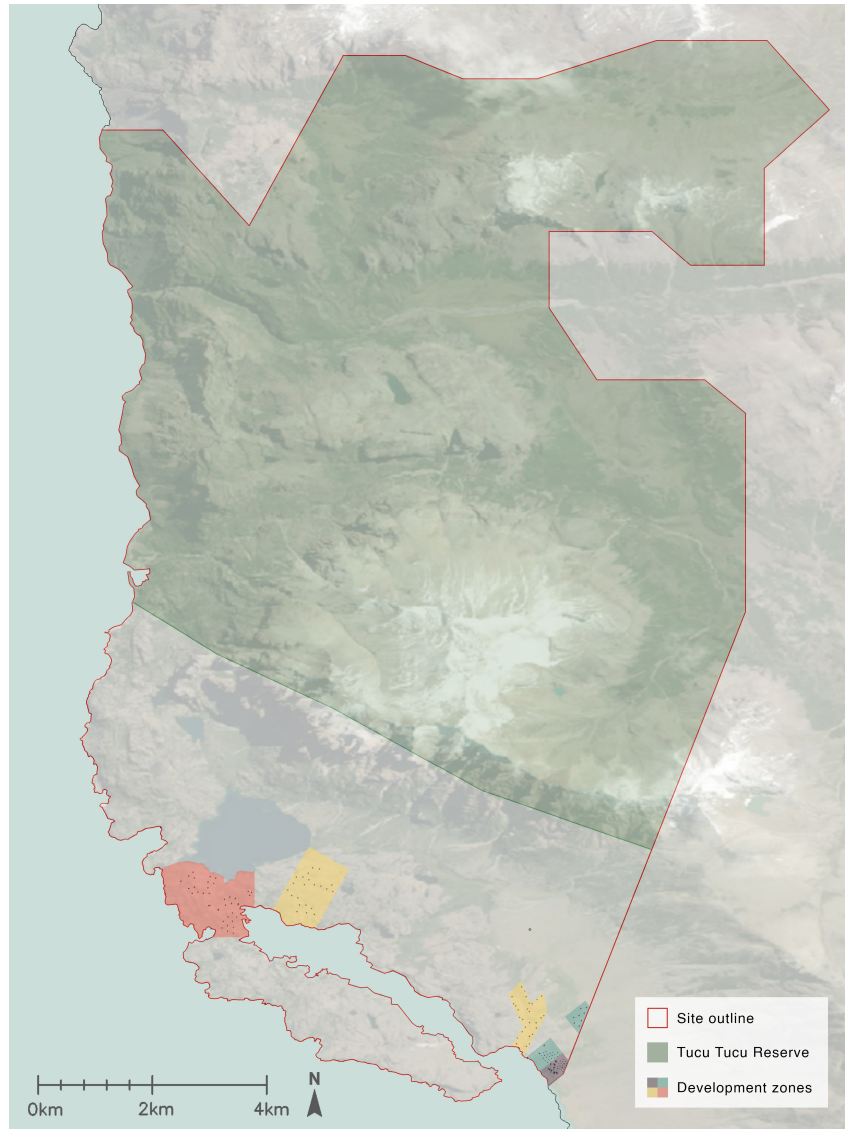 Site outline
Tucu Tucu Reserve
Development zones
N
0km 2km 4km